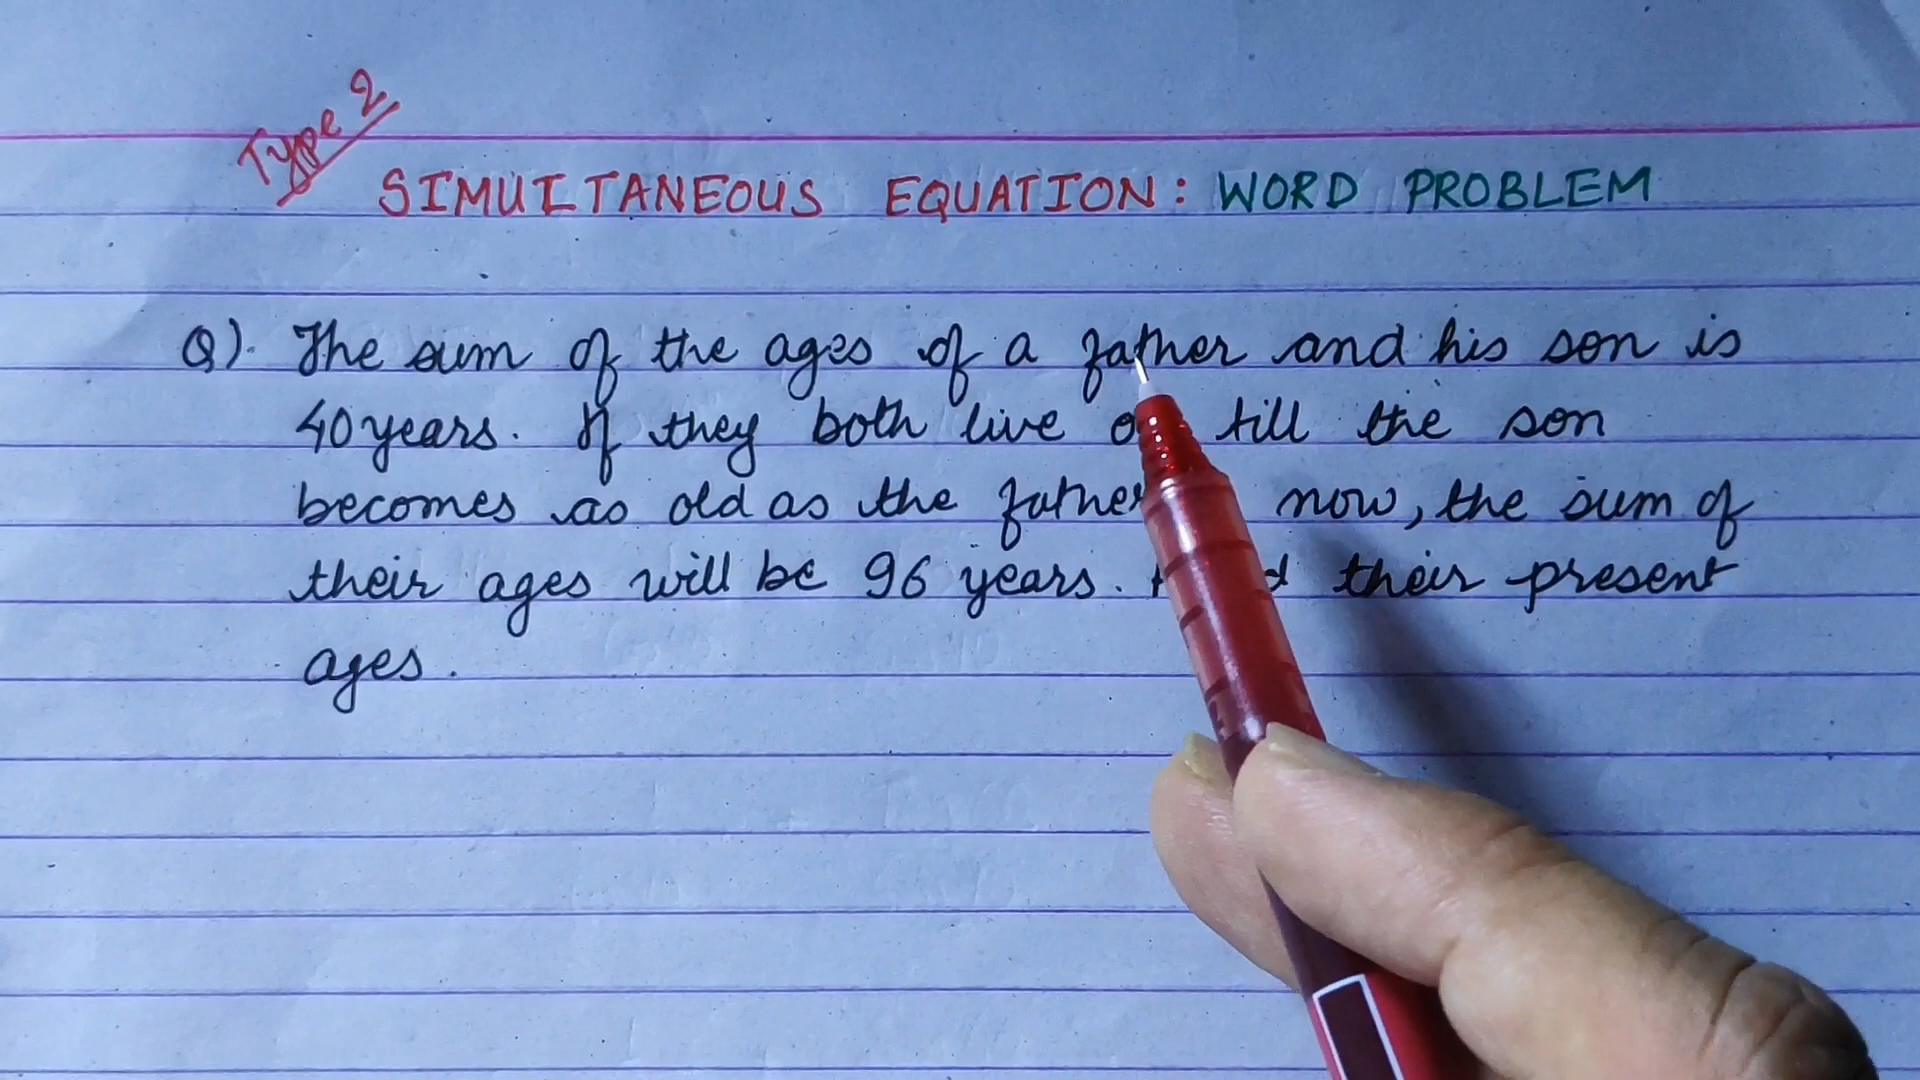 Type 2
SIMULTANEOUS EQUATION: WORD PROBLEM
Q). The sum of the ages of a father and his son is
40 years. If they both live till the son
becomes as old as the father now, the sum of
their ages will be 96 years. their present
ages.